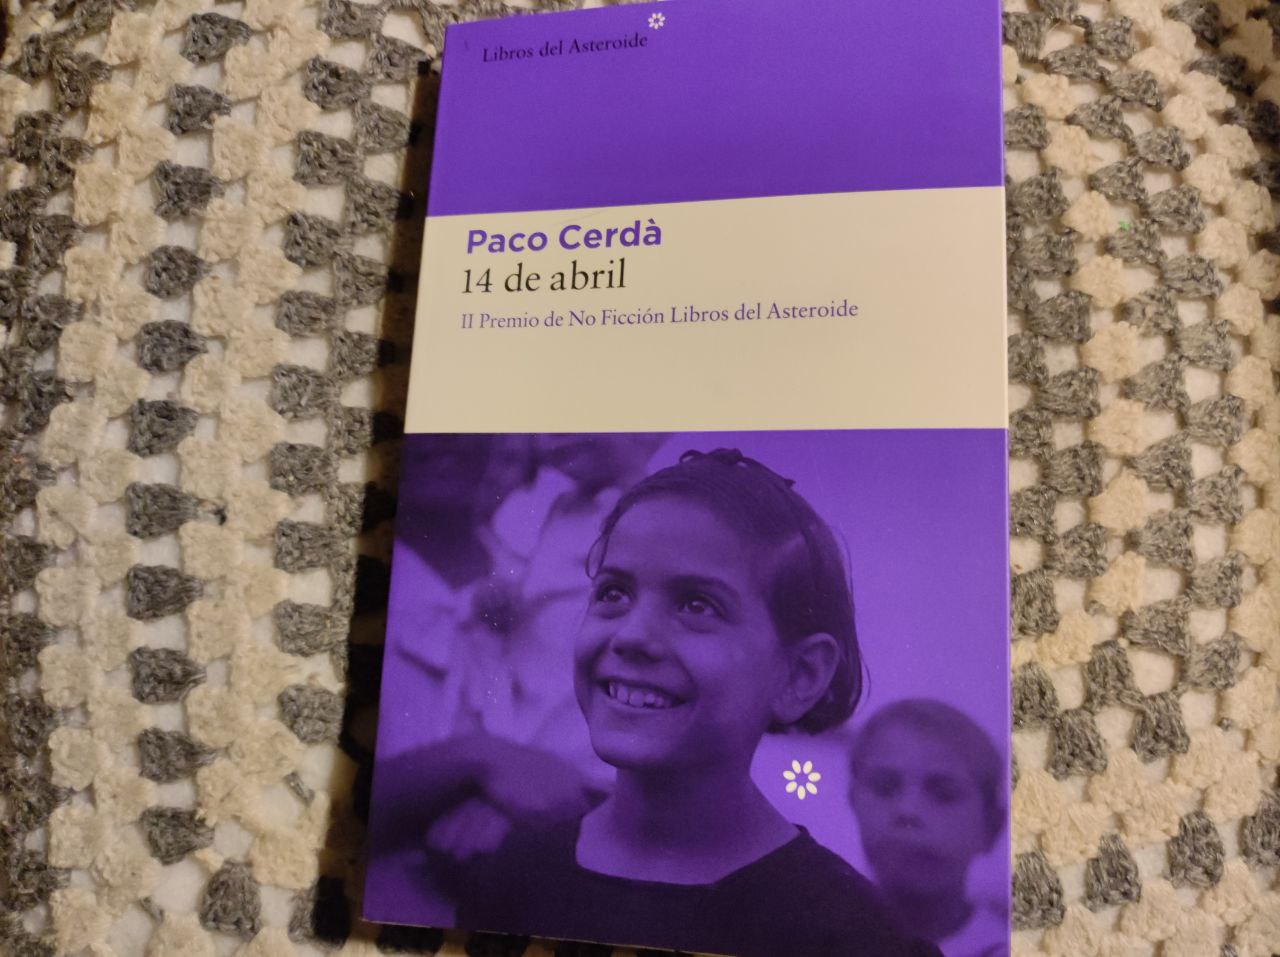 Libros del Asteroide
Paco Cerdà
14 de abril
II Premio de No Ficción Libros del Asteroide